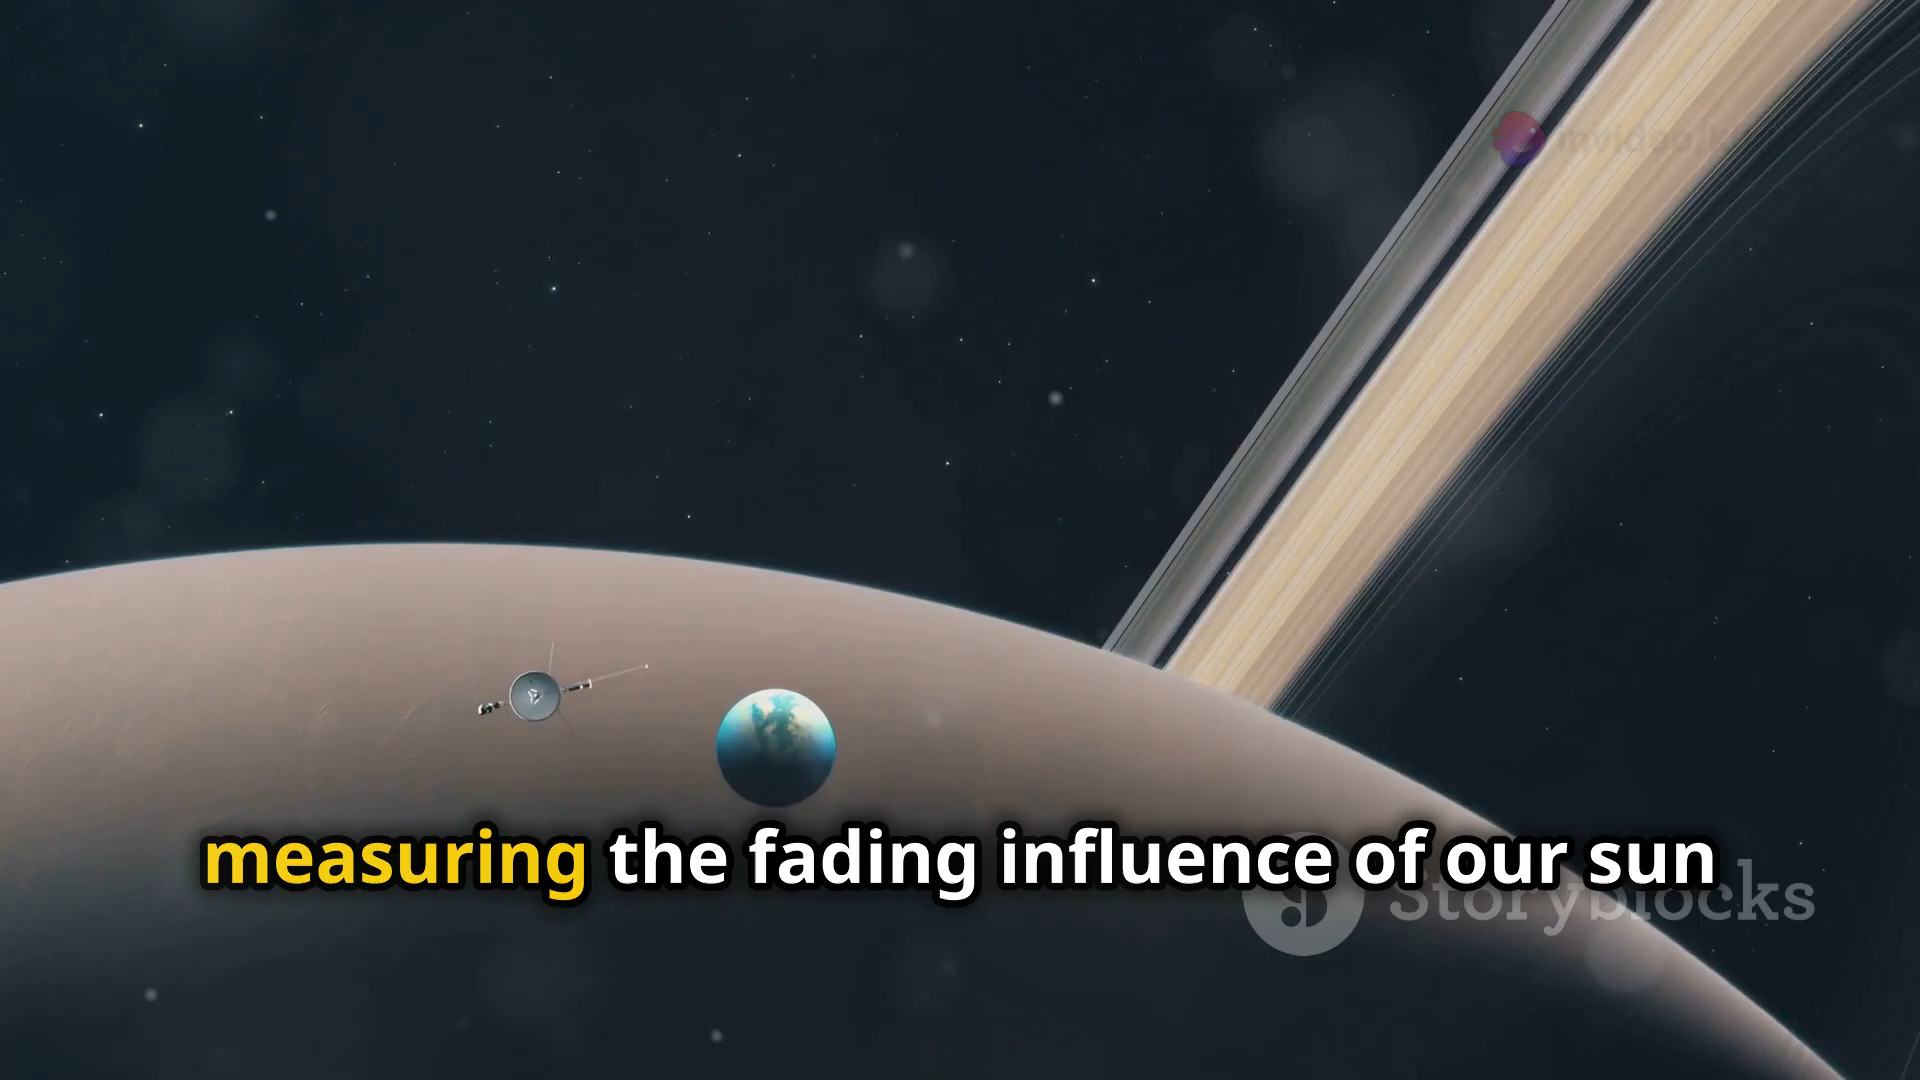 measuring the fading influence of our sun
Storyblocks